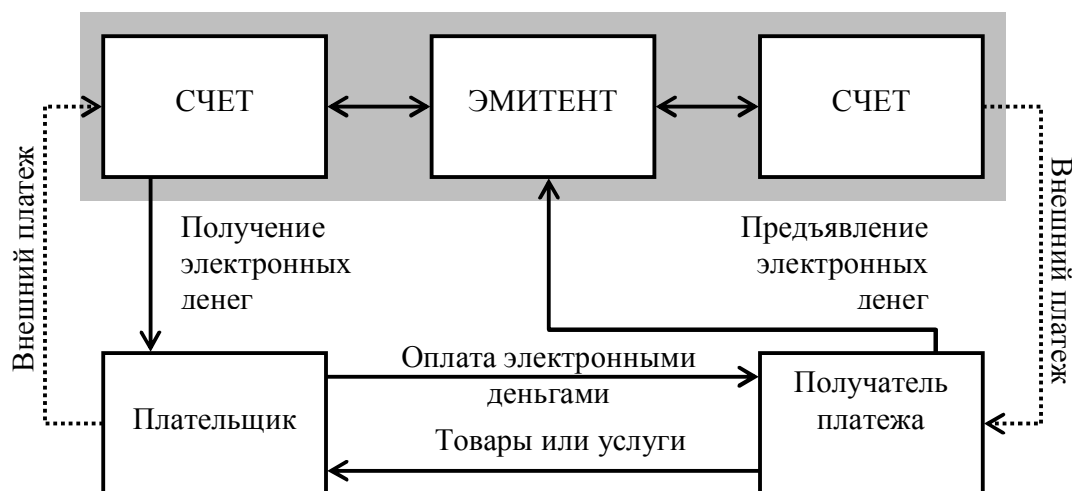 СЧЕТ
ЭМИТЕНТ
СЧЕТ
Внешний платеж
Внешний платеж
Получение
электронных
денег
Предъявление
электронных
денег
Оплата электронными
деньгами
Плательщик
Получатель
платежа
Товары или услуги